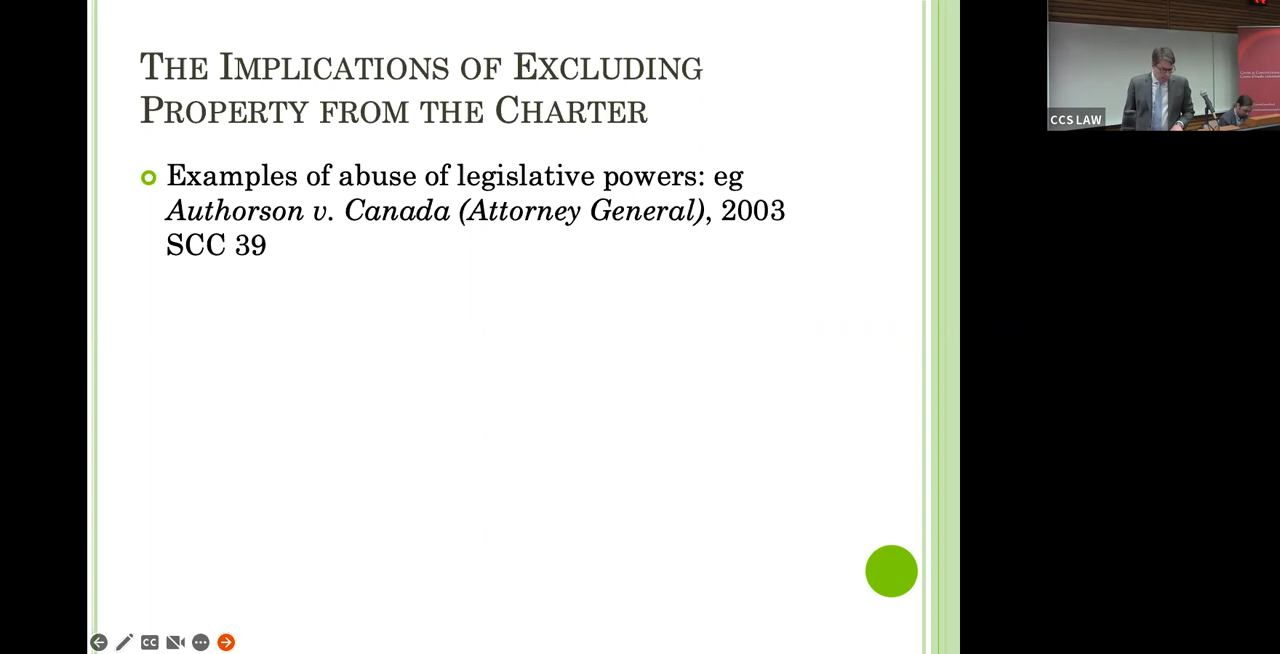 THE IMPLICATIONS OF EXCLUDING
PROPERTY FROM THE CHARTER
Examples of abuse of legislative powers: eg
Authorson v. Canada (Attorney General), 2003
SCC 39
CCS LAW
CC